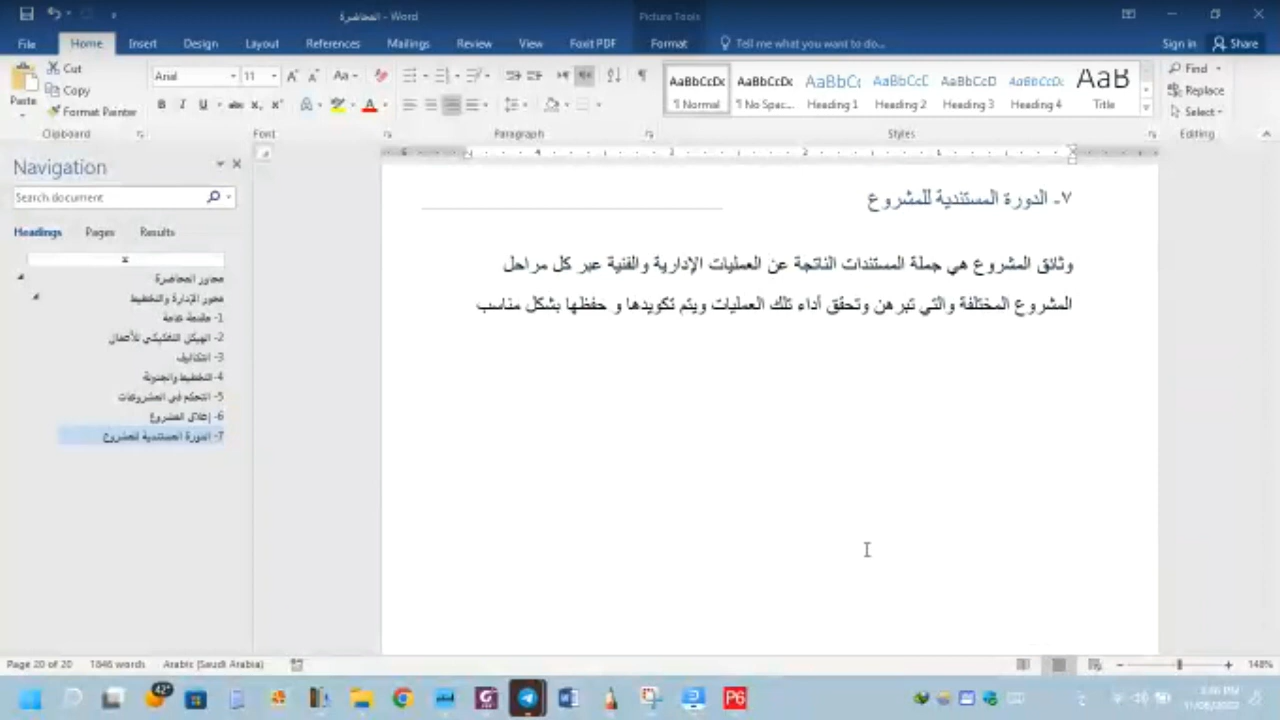 المحاضرة - Word
Picture Tools
File Home Insert Design Layout References Mailings Review View Foxit PDF Format Tell me what you want to do... Sign in Share
Paste
Cut
Copy
Format Painter
Clipboard
Arial 11
Font
Paragraph
AaBbCcDc AaBbCcDc AaBbCc AaBbCcC AaBbCcD AaBbCcDc AaB
¶ Normal ¶ No Spac... Heading 1 Heading 2 Heading 3 Heading 4 Title
Styles
Find
Replace
Select
Editing
Navigation
Search document
Headings Pages Results
محاور المحاضرة
محور الإدارة والتخطيط
1- مقدمة عامة
2- الهيكل التفكيكي للأعمال
3- التكاليف
4- التخطيط والجدولة
5- التحكم في المشروعات
6- إغلاق المشروع
7- الدورة المستندية للمشروع
٧- الدورة المستندية للمشروع
وثائق المشروع هي جملة المستندات الناتجة عن العمليات الإدارية والفنية عبر كل مراحل
المشروع المختلفة والتي تبرهن وتحقق أداء تلك العمليات ويتم تكويدها و حفظها بشكل مناسب
Page 20 of 20 1846 words Arabic (Saudi Arabia) 148%
42°
P6